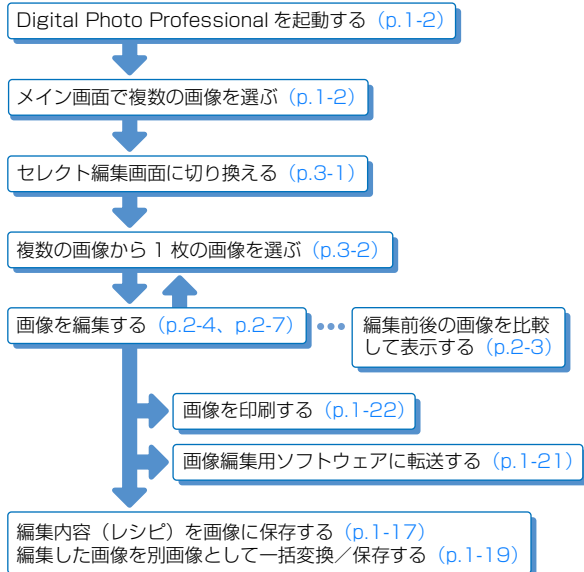 Digital Photo Professional を起動する（p.1-2）
メイン画面で複数の画像を選ぶ（p.1-2）
セレクト編集画面に切り換える（p.3-1）
複数の画像から 1 枚の画像を選ぶ（p.3-2）
画像を編集する（p.2-4、p.2-7）
編集前後の画像を比較
して表示する（p.2-3）
画像を印刷する（p.1-22）
画像編集用ソフトウェアに転送する（p.1-21）
編集内容（レシピ）を画像に保存する（p.1-17）
編集した画像を別画像として一括変換／保存する（p.1-19）